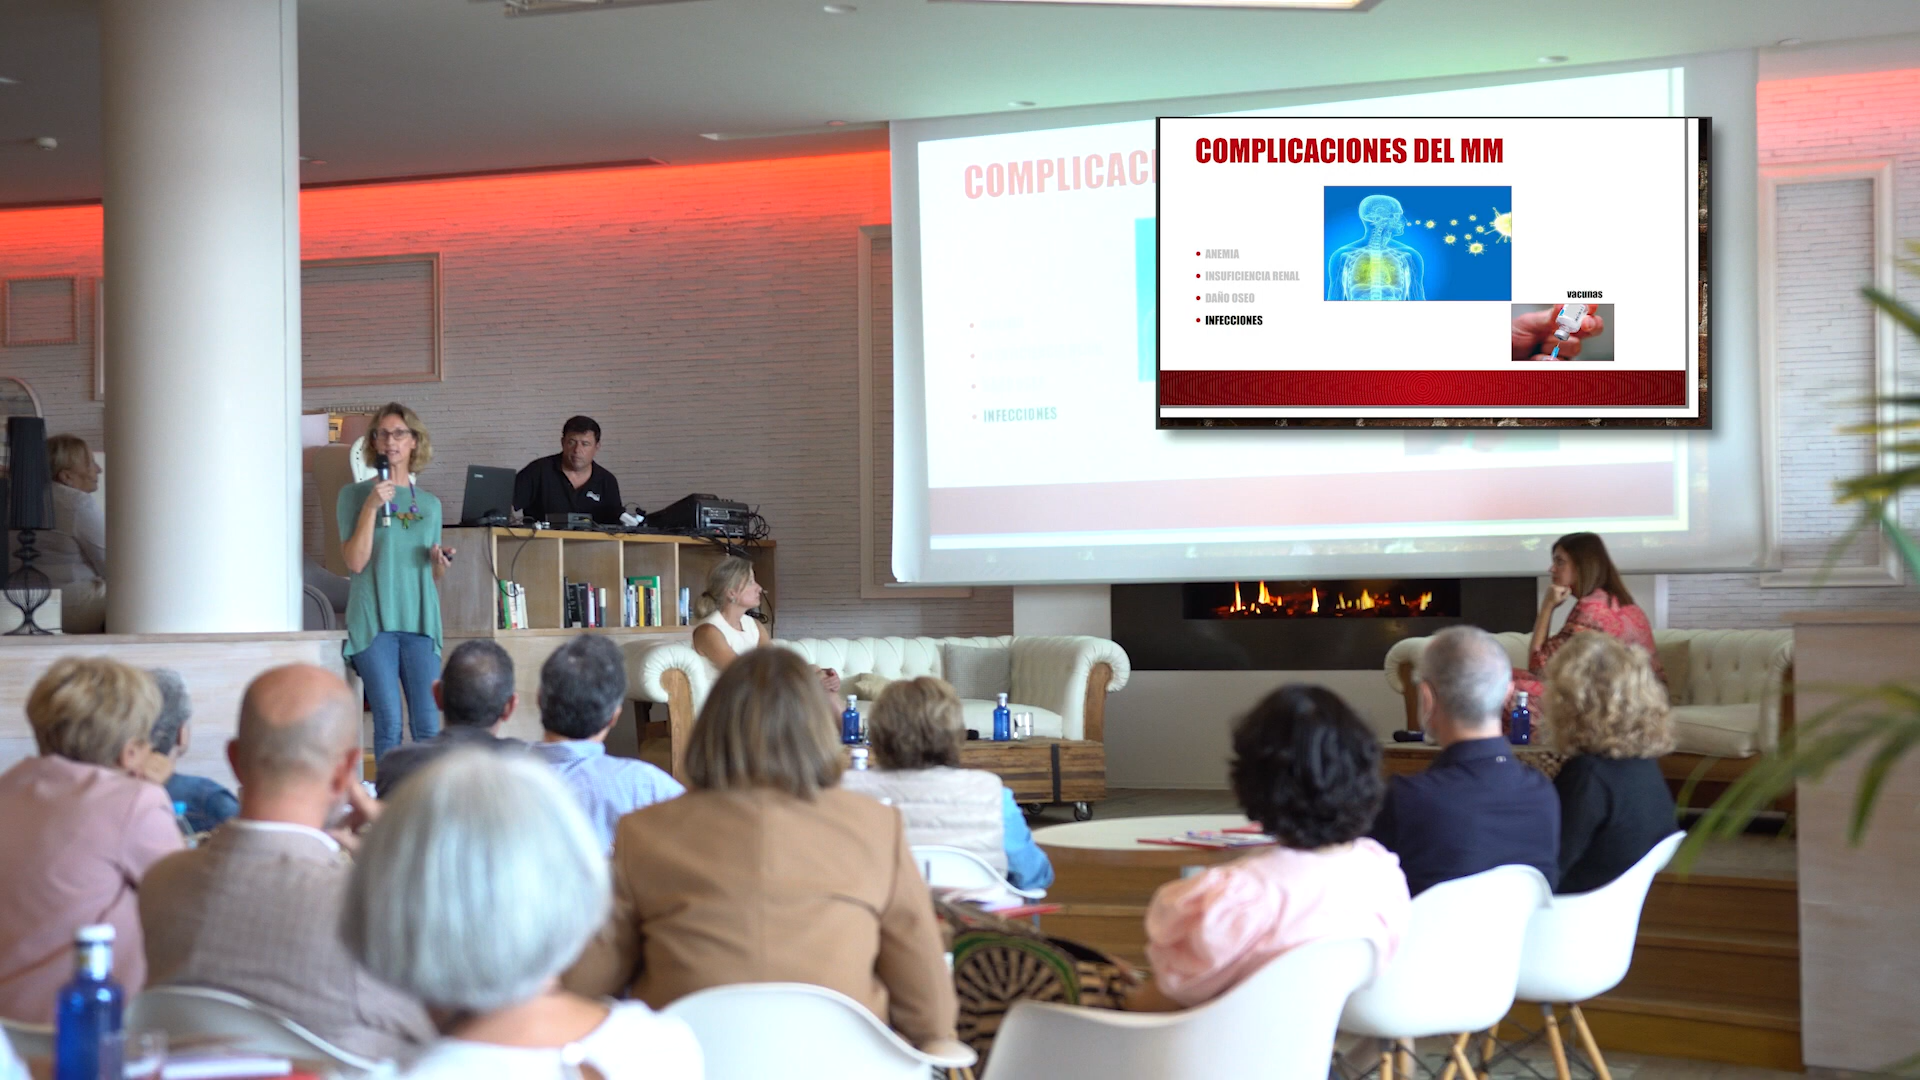 COMPLICACIONES DEL MM
• ANEMIA
• INSUFICIENCIA RENAL
• DAÑO OSEO
• INFECCIONES
vacunas
COMPLICACI
• INFECCIONES